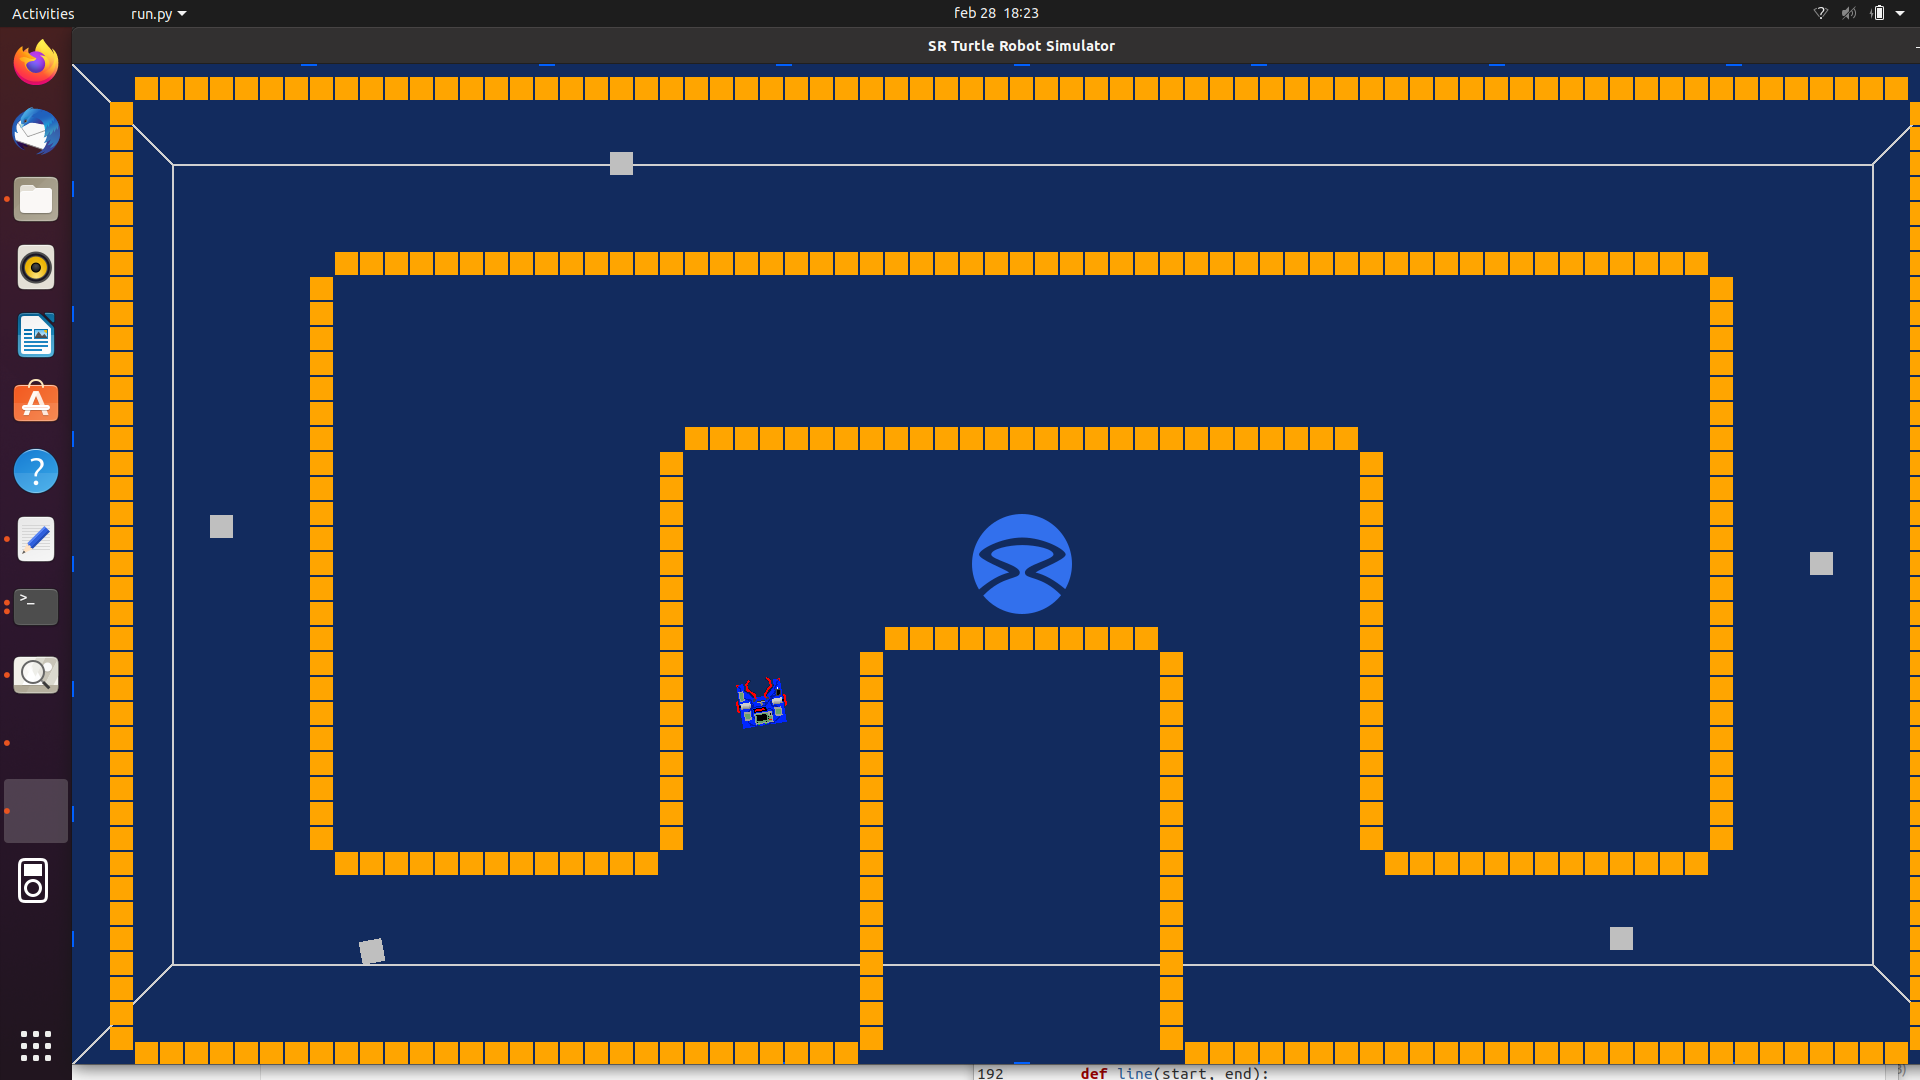 Activities
run.py
feb 28 18:23
SR Turtle Robot Simulator
192 def line(start, end):